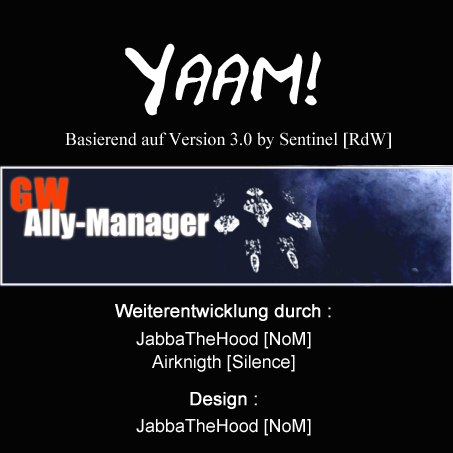 YAAM!
Basierend auf Version 3.0 by Sentinel [RdW]
GW
Ally-Manager
Weiterentwicklung durch :
JabbaTheHood [NoM]
Airknigth [Silence]
Design :
JabbaTheHood [NoM]